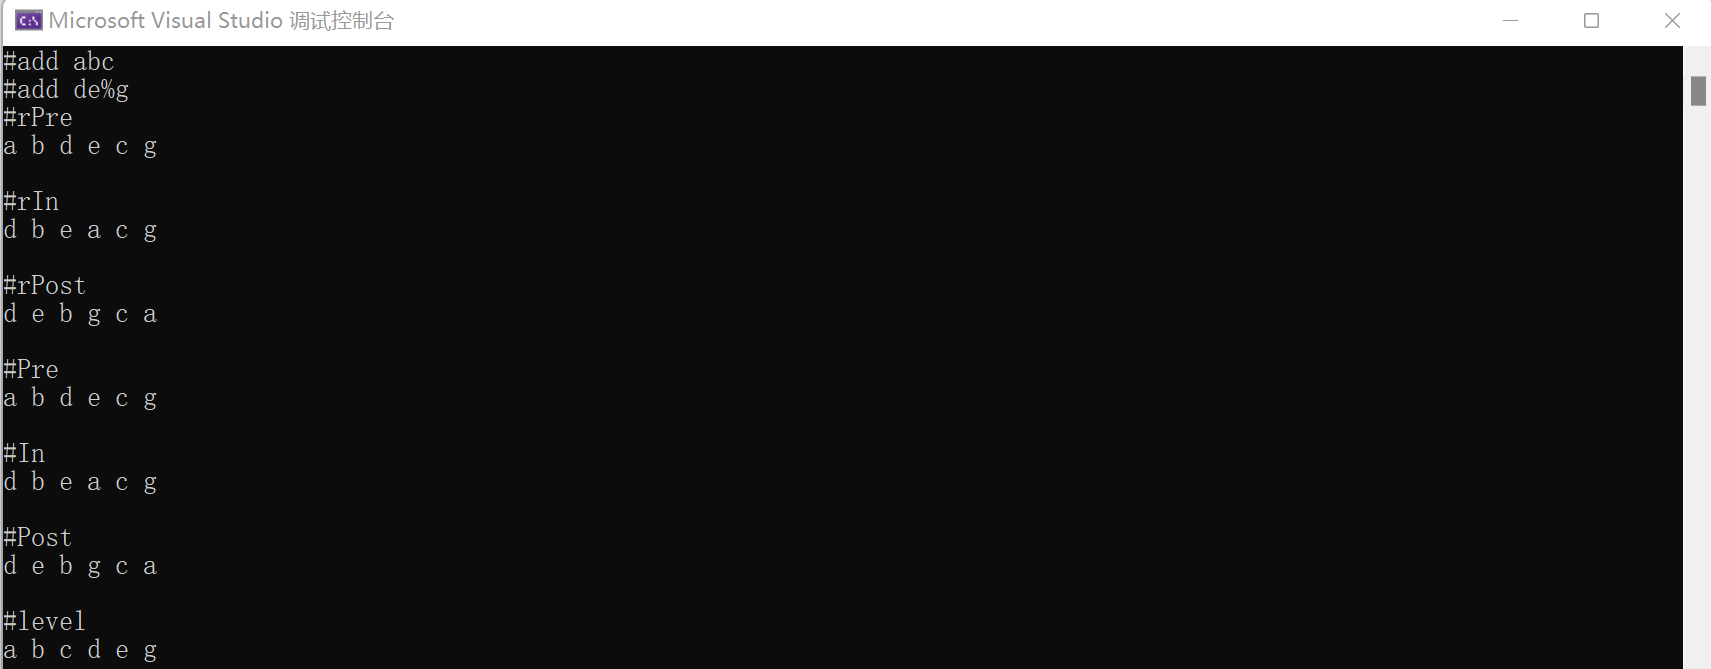 Microsoft Visual Studio 调试控制台
#add abc
#add de%g
#rPre
a b d e c g
#rIn
d b e a c g
#rPost
d e b g c a
#Pre
a b d e c g
#In
d b e a c g
#Post
d e b g c a
#level
a b c d e g